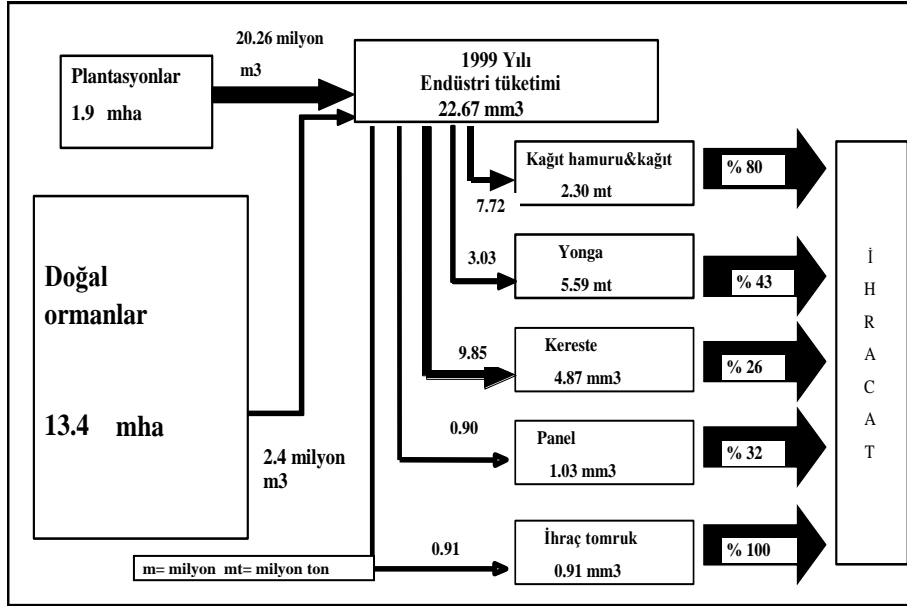 20.26 milyon
m3
Plantasyonlar
1.9 mha
1999 Yılı
Endüstri tüketimi
22.67 mm3
Doğal
ormanlar
13.4 mha
2.4 milyon
m3
Kağıt hamuru&kağıt
2.30 mt
7.72
% 80
Yonga
5.59 mt
3.03
% 43
Kereste
4.87 mm3
9.85
% 26
Panel
1.03 mm3
0.90
% 32
İhraç tomruk
0.91 mm3
0.91
% 100
İ
H
R
A
C
A
T
m= milyon mt= milyon ton